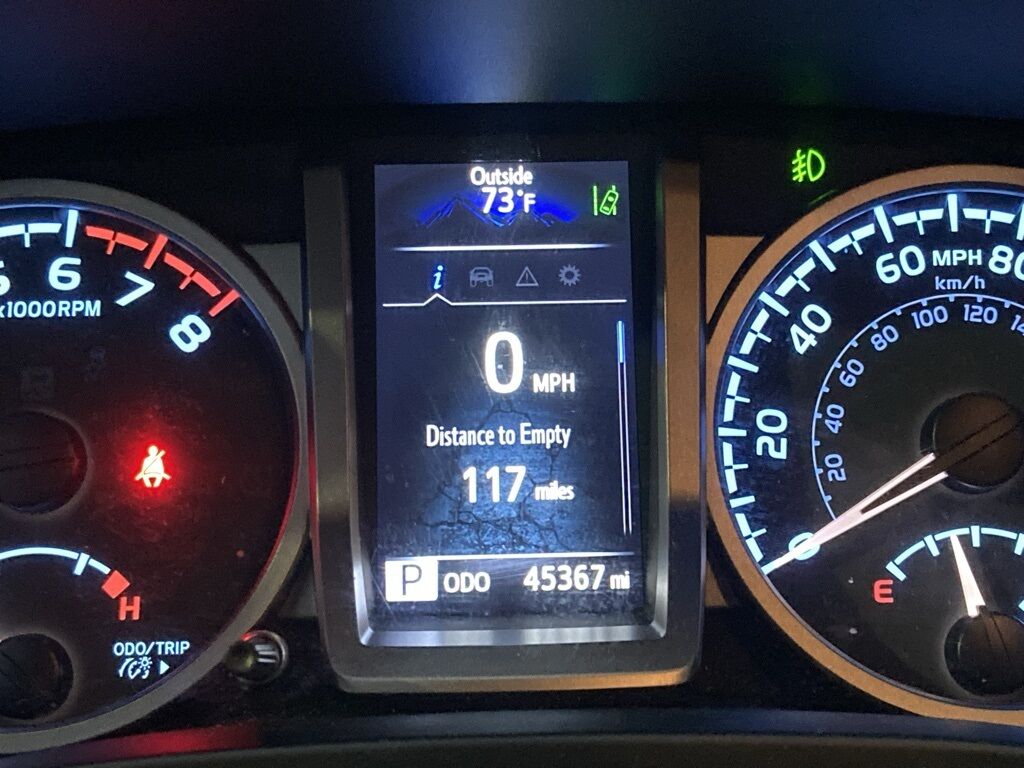 Outside
73°F
i
0 MPH
Distance to Empty
117 miles
P ODO 45367 mi
6
7
8
x1000RPM
H
ODO/TRIP
0
20
40
60
MPH
80
km/h
20
40
60
80
100
120
E